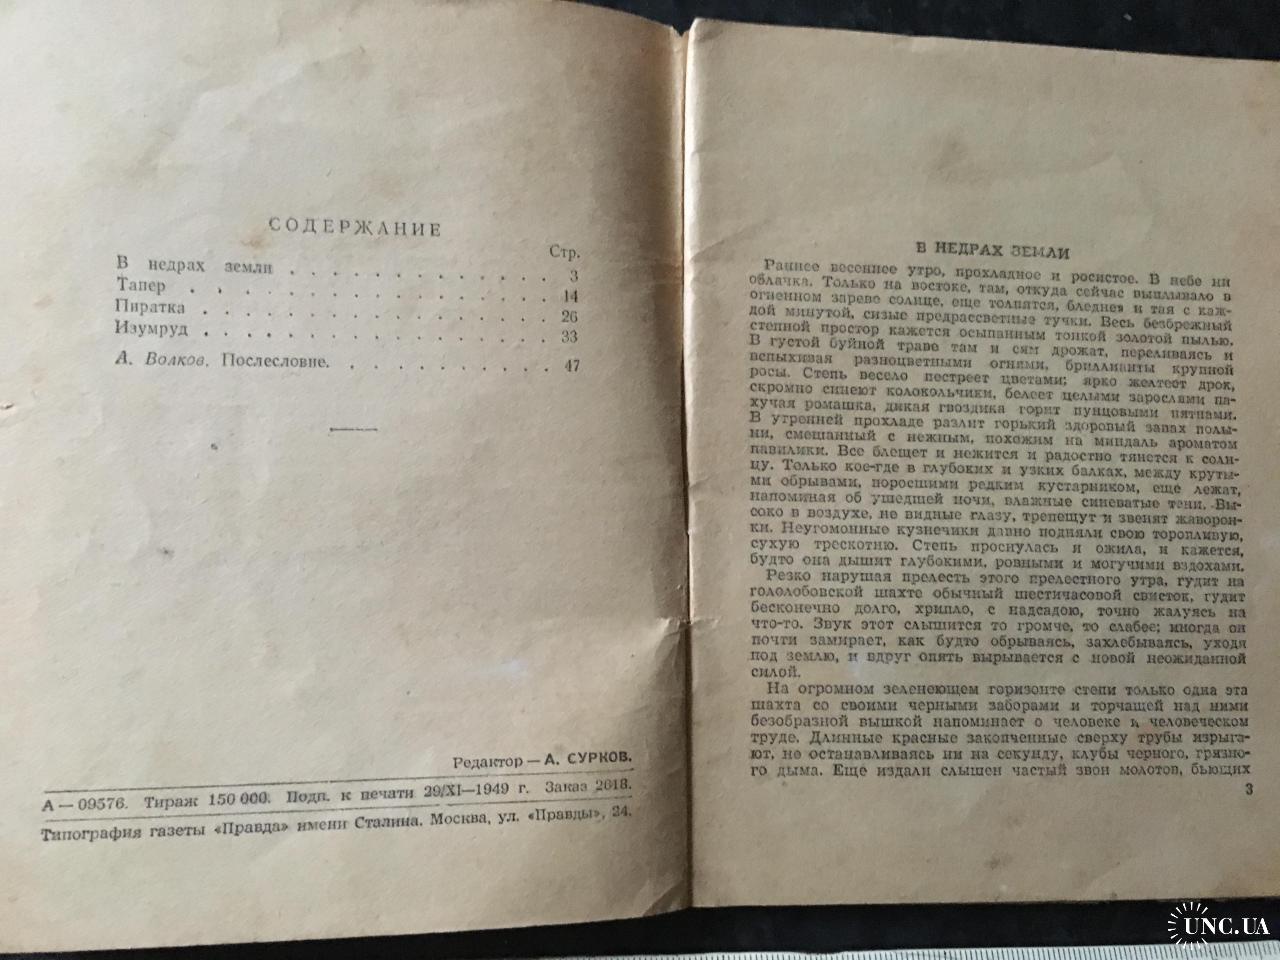 СОДЕРЖАНИЕ
Стр.
В недрах земли . . . . . . . . . . . . . 3
Тапер . . . . . . . . . . . . . . . . 14
Пиратка . . . . . . . . . . . . . . . 26
Изумруд . . . . . . . . . . . . . . . 33
А. Волков. Послесловие. . . . . . . . . . 47
Редактор — А. СУРКОВ.
А — 09576. Тираж 150 000. Подп. к печати 29/XI—1949 г. Заказ 2618.
Типография газеты «Правда» имени Сталина. Москва, ул. «Правды», 24.
В НЕДРАХ ЗЕМЛИ
Раннее весеннее утро, прохладное и росистое. В небе ни
облачка. Только на востоке, там, откуда сейчас выплывало в
огненном зареве солнце, еще толпятся, бледнея и тая с каж-
дой минутой, сизые предрассветные тучки. Весь безбрежный
степной простор кажется осыпанным тонкой золотой пылью.
В густой буйной траве там и сям дрожат, переливаясь и
вспыхивая разноцветными огнями, бриллианты крупной
росы. Степь весело пестреет цветами; ярко желтеет дрок,
скромно синеют колокольчики, белеет целыми зарослями па-
хучая ромашка, дикая гвоздика горит пунцовыми пятнами.
В утренней прохладе разлит горький здоровый запах полы-
ни, смешанный с нежным, похожим на миндаль ароматом
павилики. Все блещет и нежится и радостно тянется к солн-
цу. Только кое-где в глубоких и узких балках, между круты-
ми обрывами, поросшими редким кустарником, еще лежат,
напоминая об ушедшей ночи, влажные синеватые тени. Вы-
соко в воздухе, не видные глазу, трепещут и звенят жаворон-
ки. Неугомонные кузнечики давно подняли свою торопливую,
сухую трескотню. Степь проснулась и ожила, и кажется,
будто она дышит глубокими, ровными и могучими вздохами.
Резко нарушая прелесть этого прелестного утра, гудит на
гололобовской шахте обычный шестичасовой свисток, гудит
бесконечно долго, хрипло, с надсадою, точно жалуясь на
что-то. Звук этот слышится то громче, то слабее; иногда он
почти замирает, как будто обрываясь, захлебываясь, уходя
под землю, и вдруг опять вырывается с новой неожиданной
силой.
На огромном зеленеющем горизонте степи только одна эта
шахта со своими черными заборами и торчащей над ними
безобразной вышкой напоминает о человеке и человеческом
труде. Длинные красные закопченные сверху трубы изрыга-
ют, не останавливаясь ни на секунду, клубы черного, грязно-
го дыма. Еще издали слышен частый звон молотов, бьющих
3
UNC.UA